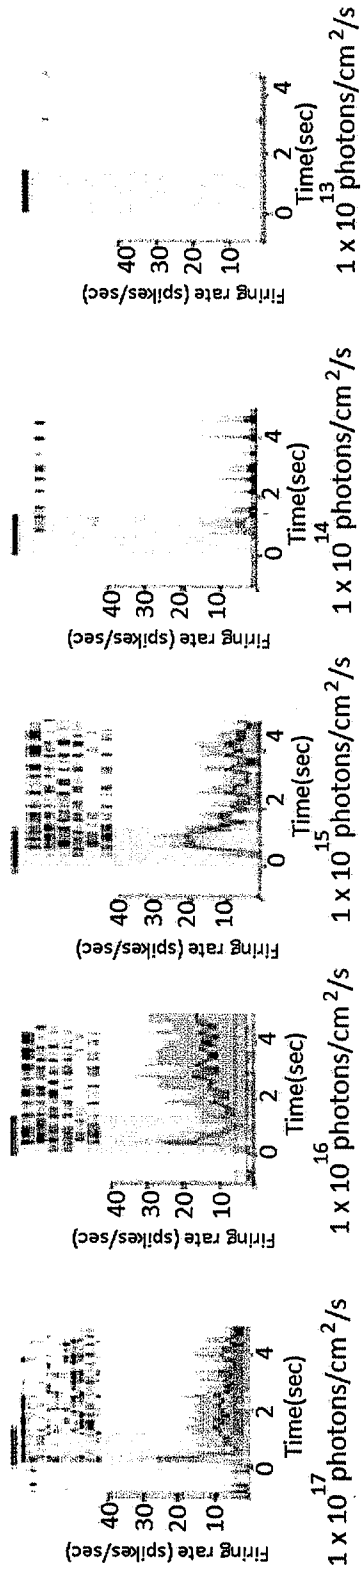 Firing rate (spikes/sec)
40
30
20
10
0 2 4
Time(sec)
1 x 10^17 photons/cm^2/s
Firing rate (spikes/sec)
40
30
20
10
0 2 4
Time(sec)
1 x 10^16 photons/cm^2/s
Firing rate (spikes/sec)
40
30
20
10
0 2 4
Time(sec)
1 x 10^15 photons/cm^2/s
Firing rate (spikes/sec)
40
30
20
10
0 2 4
Time(sec)
1 x 10^14 photons/cm^2/s
Firing rate (spikes/sec)
40
30
20
10
0 2 4
Time(sec)
1 x 10^13 photons/cm^2/s